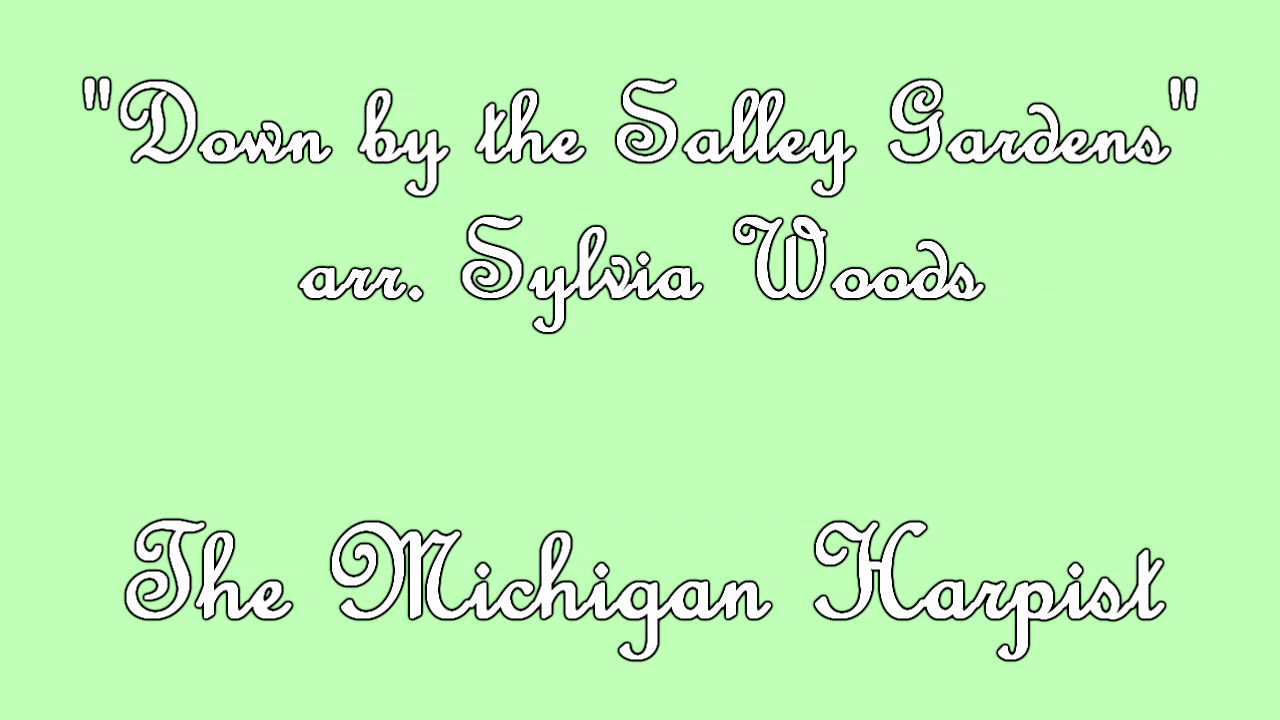 "Down by the Salley Gardens"
arr. Sylvia Woods
The Michigan Harpist